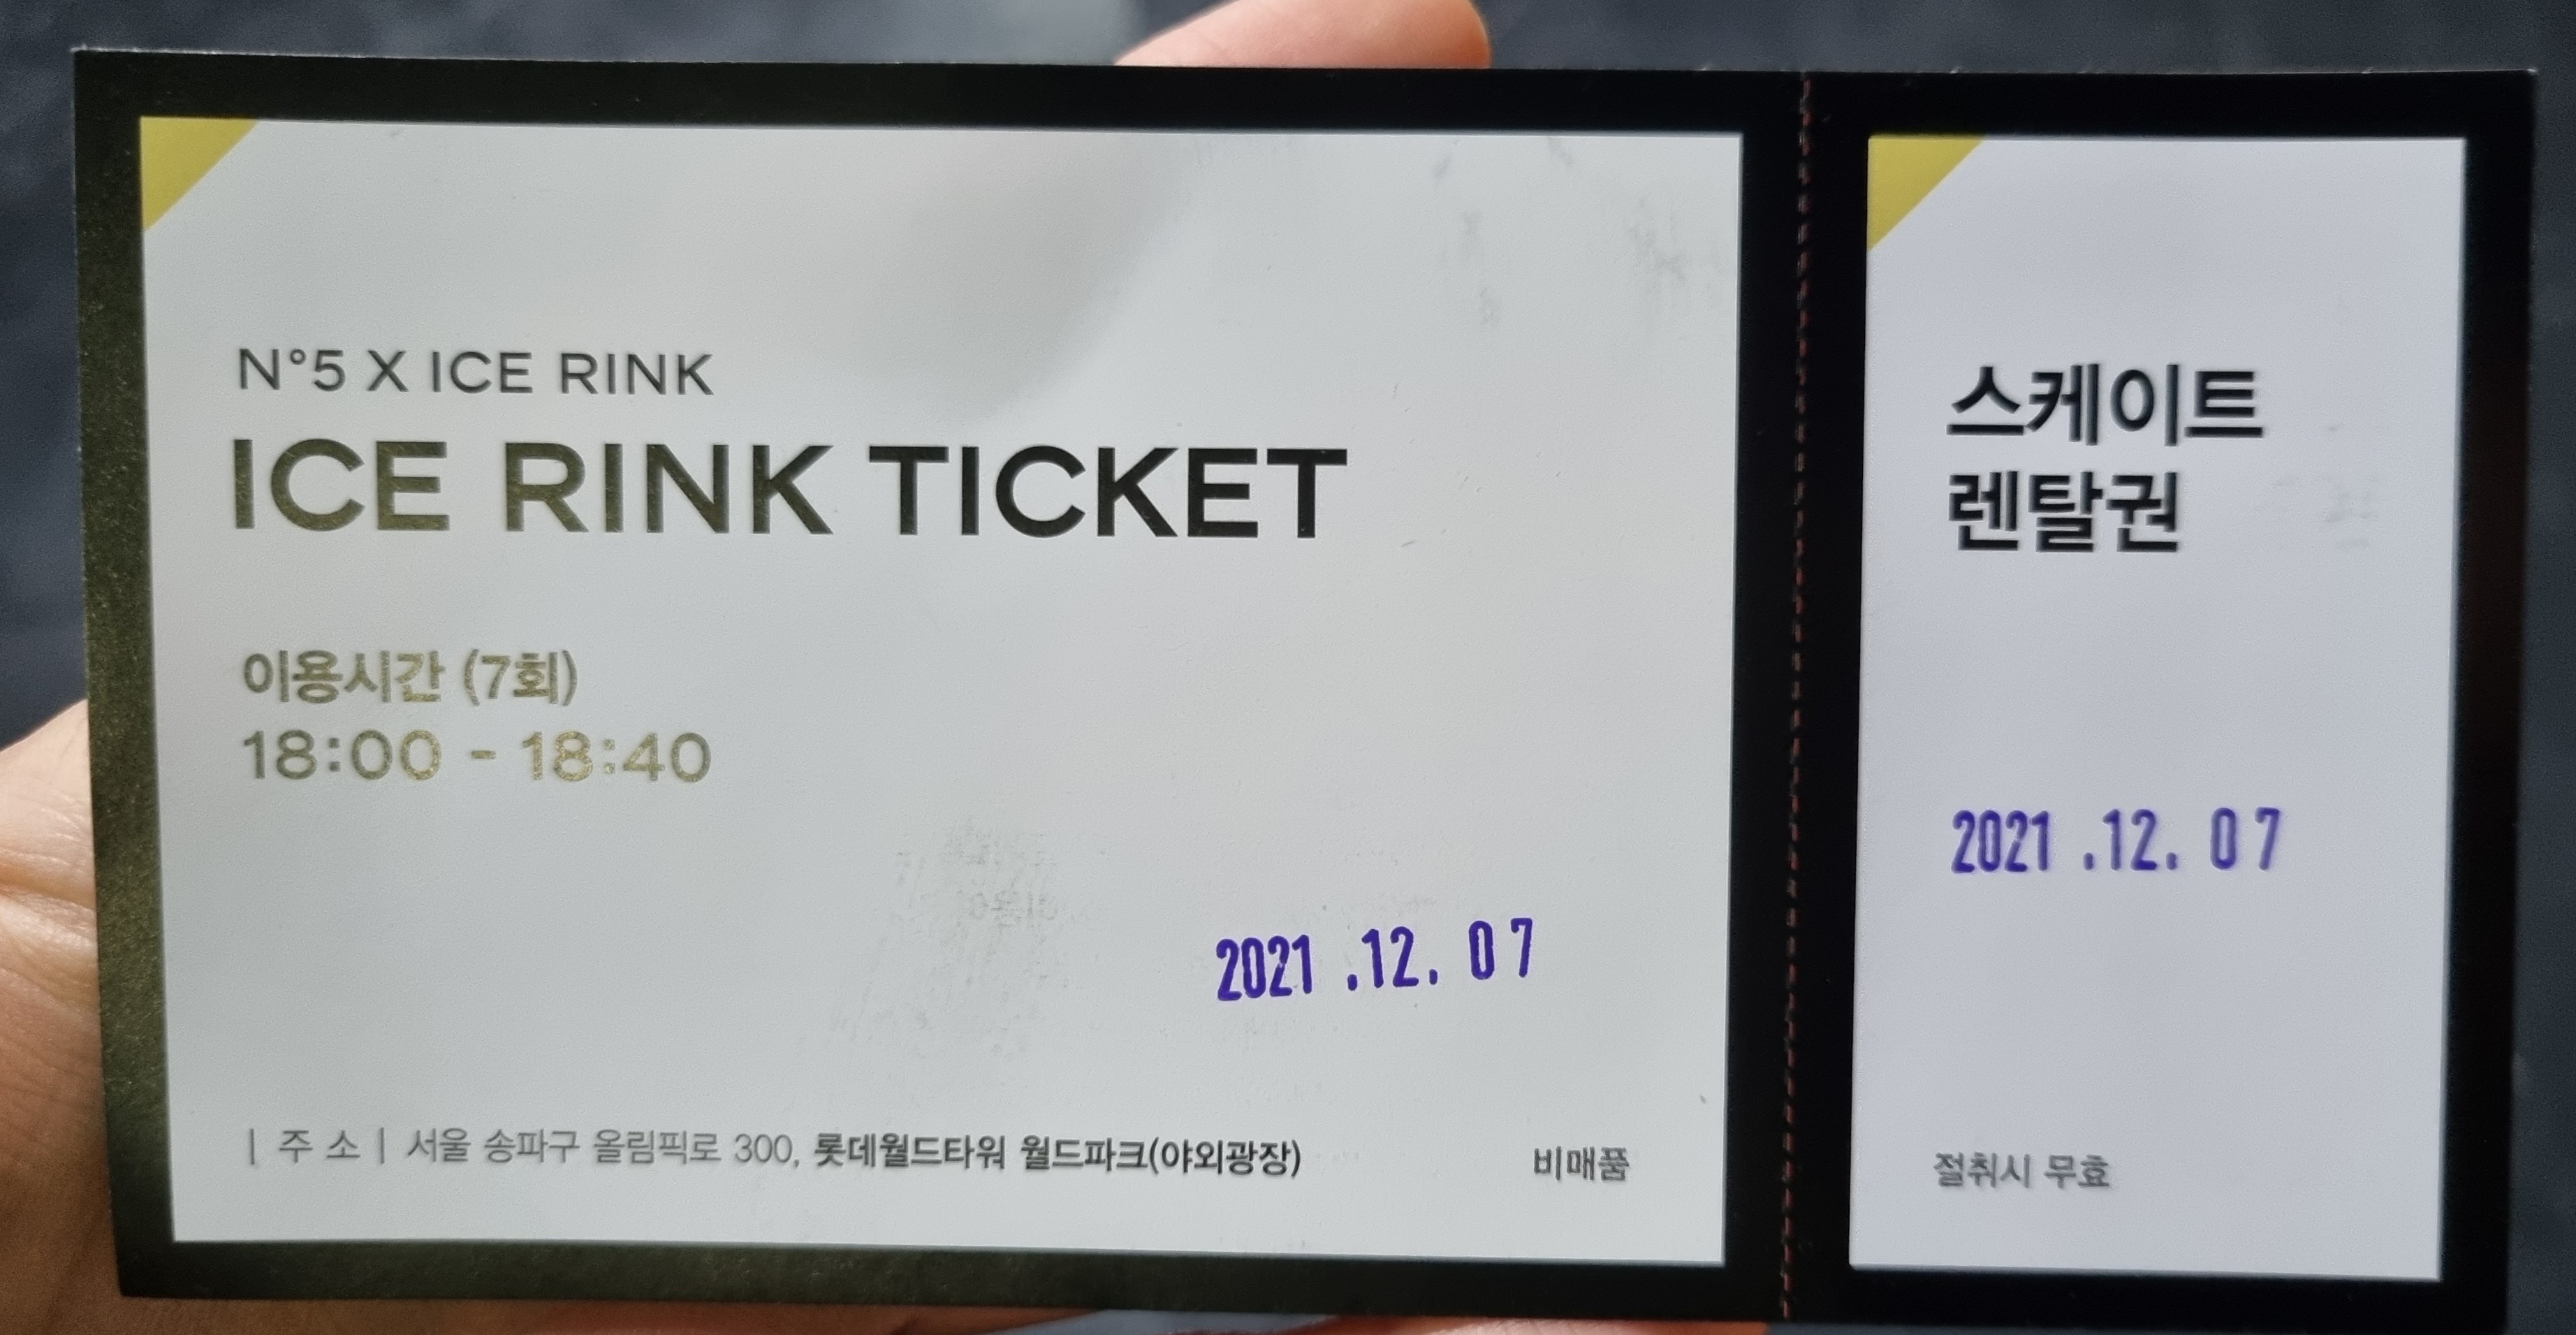 N°5 X ICE RINK
ICE RINK TICKET
이용시간 (7회)
18:00 - 18:40
2021 .12. 07
| 주 소 | 서울 송파구 올림픽로 300, 롯데월드타워 월드파크(야외광장)
비매품
스케이트
렌탈권
2021 .12. 07
절취시 무효